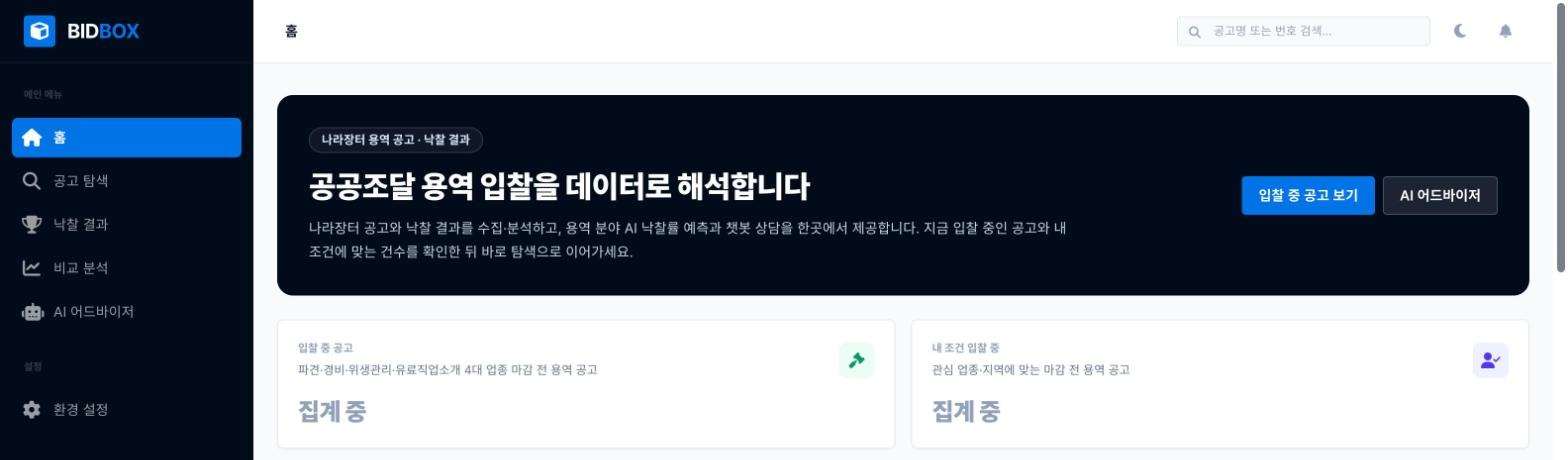 BIDBOX
메인 메뉴
홈
공고 탐색
낙찰 결과
비교 분석
AI 어드바이저
설정
환경 설정
홈
공고명 또는 번호 검색...
나라장터 용역 공고 · 낙찰 결과
공공조달 용역 입찰을 데이터로 해석합니다
나라장터 공고와 낙찰 결과를 수집·분석하고, 용역 분야 AI 낙찰률 예측과 챗봇 상담을 한곳에서 제공합니다. 지금 입찰 중인 공고와 내
조건에 맞는 건수를 확인한 뒤 바로 탐색으로 이어가세요.
입찰 중 공고 보기
AI 어드바이저
입찰 중 공고
파견·경비·위생관리·유료직업소개 4대 업종 마감 전 용역 공고
집계 중
내 조건 입찰 중
관심 업종·지역에 맞는 마감 전 용역 공고
집계 중